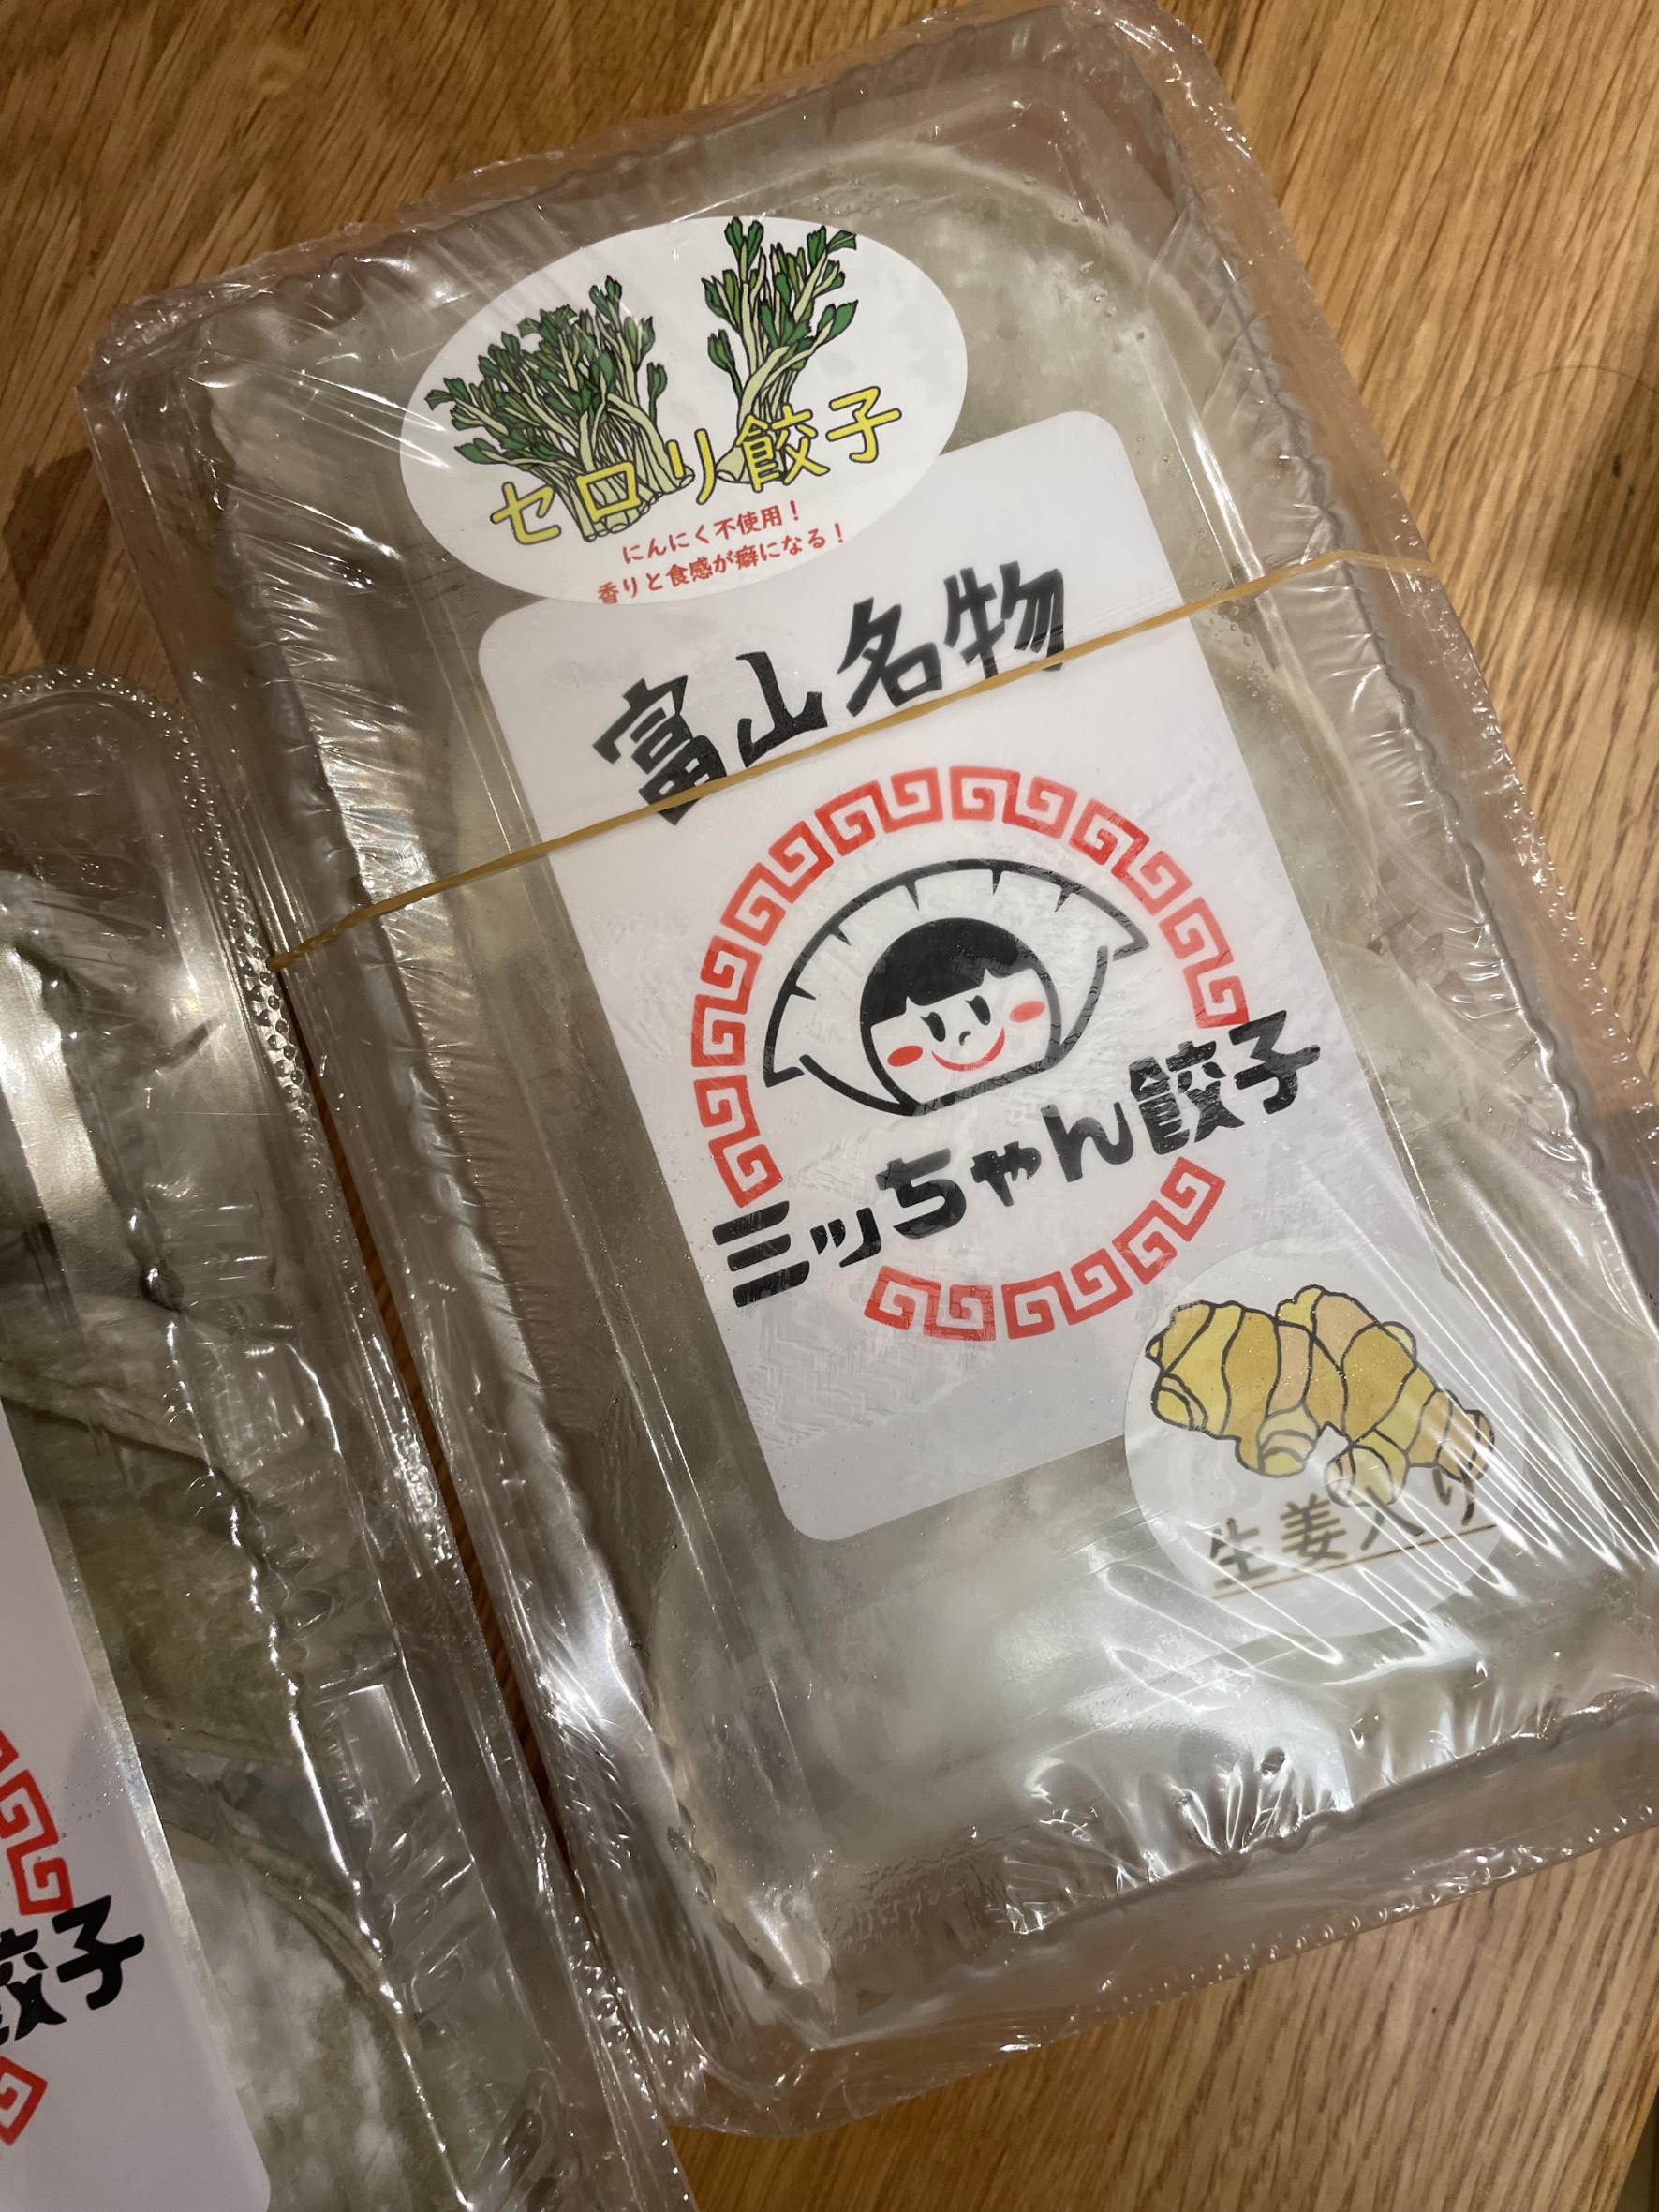 セロリ餃子
にんにく不使用！
香りと食感が癖になる！
富山名物
ミッちゃん餃子
生姜入り
餃子